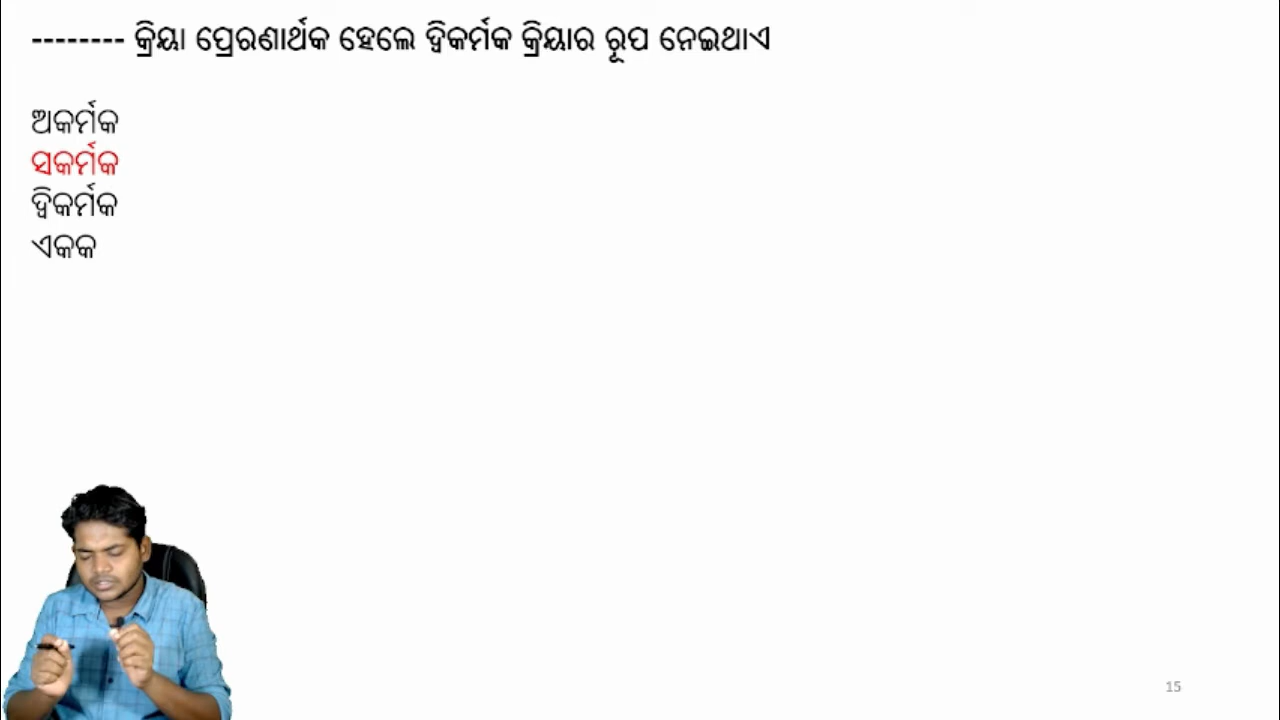 -------- କ୍ରିୟା ପ୍ରେରଣାର୍ଥକ ହେଲେ ଦ୍ୱିକର୍ମକ କ୍ରିୟାର ରୂପ ନେଇଥାଏ
ଅକର୍ମକ
ସକର୍ମକ
ଦ୍ୱିକର୍ମକ
ଏକକ
15